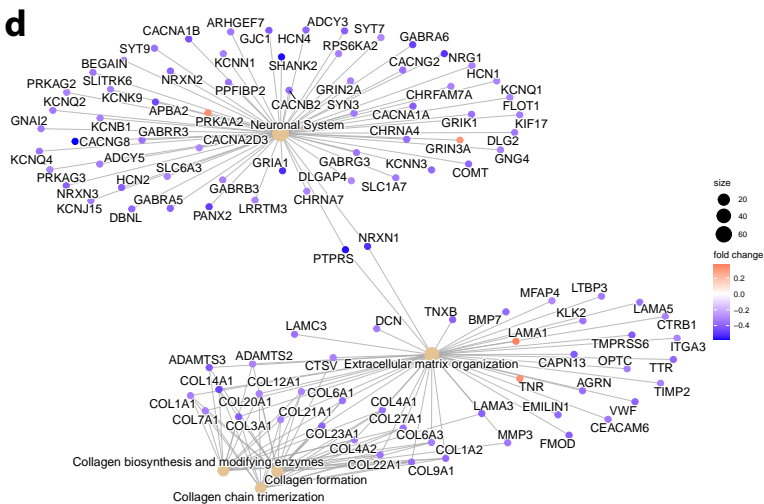 d
ARHGEF7
ADCY3
CACNA1B
GJC1
HCN4
SYT7
GABRA6
SYT9
RPS6KA2
NRG1
BEGAIN
KCNN1
SHANK2
CACNG2
HCN1
SLITRK6
NRXN2
PRKAG2
PPFIBP2
GRIN2A
CHRFAM7A
KCNQ1
KCNK9
KCNQ2
APBA2
CACNB2
SYN3
FLOT1
PRKAA2
CACNA1A
GNAI2
KCNB1
Neuronal System
GRIK1
KIF17
GABRR3
CACNG8
CACNA2D3
CHRNA4
DLG2
GRIN3A
KCNQ4
ADCY5
GRIA1
GABRG3
KCNN3
GNG4
SLC6A3
COMT
PRKAG3
HCN2
DLGAP4
SLC1A7
NRXN3
GABRB3
KCNJ15
GABRA5
CHRNA7
DBNL
PANX2
LRRTM3
NRXN1
PTPRS
size
20
40
60
fold change
0.2
0.0
−0.2
−0.4
LTBP3
MFAP4
TNXB
BMP7
KLK2
LAMA5
DCN
CTRB1
LAMC3
LAMA1
TMPRSS6
ITGA3
ADAMTS3
ADAMTS2
CTSV
Extracellular matrix organization
CAPN13
OPTC
TTR
COL14A1
COL12A1
COL6A1
TNR
AGRN
TIMP2
COL1A1
COL20A1
COL21A1
COL4A1
LAMA3
EMILIN1
VWF
COL7A1
COL3A1
COL27A1
CEACAM6
COL23A1
COL6A3
MMP3
FMOD
COL4A2
COL1A2
Collagen biosynthesis and modifying enzymes
COL22A1
COL9A1
Collagen formation
Collagen chain trimerization